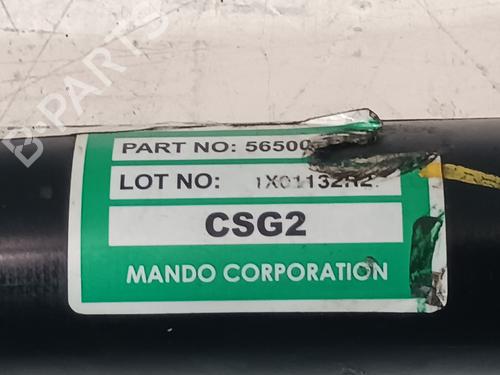 B-PARTS
PART NO: 56500
LOT NO:
CSG2
MANDO CORPORATION